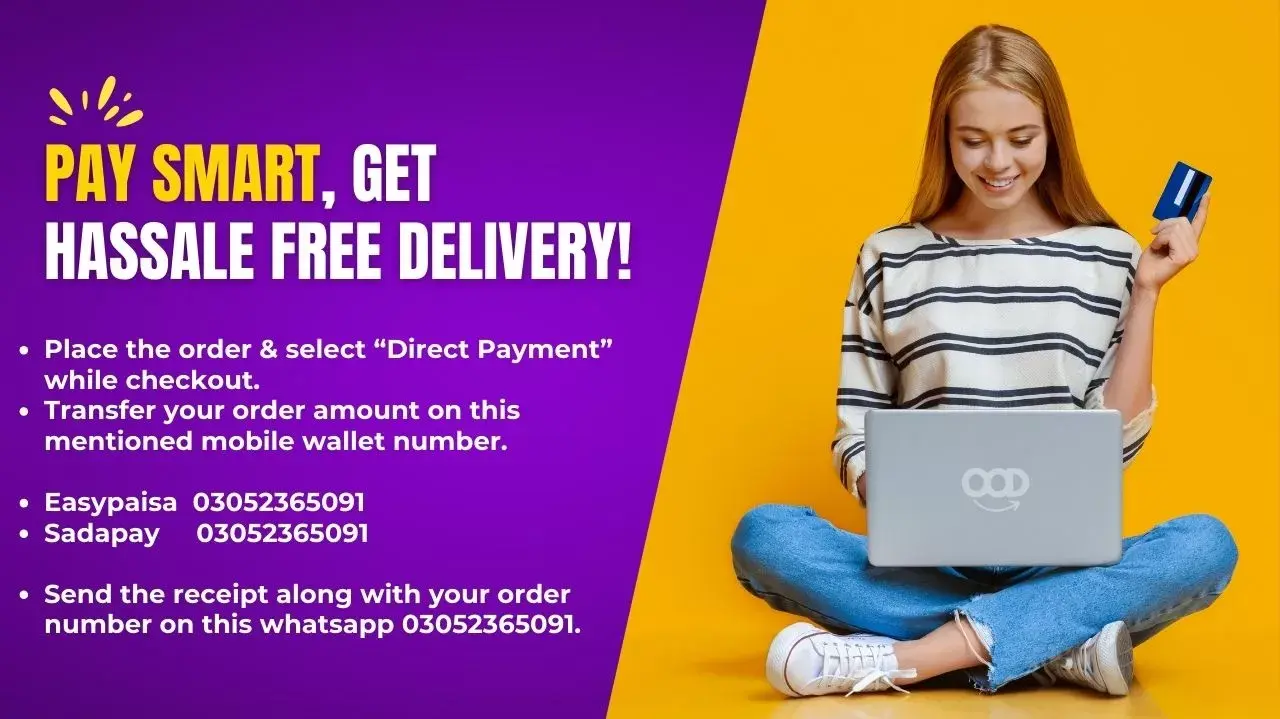 PAY SMART, GET
HASSALE FREE DELIVERY!
• Place the order & select “Direct Payment”
while checkout.
• Transfer your order amount on this
mentioned mobile wallet number.
• Easypaisa 03052365091
• Sadapay 03052365091
• Send the receipt along with your order
number on this whatsapp 03052365091.
OOD